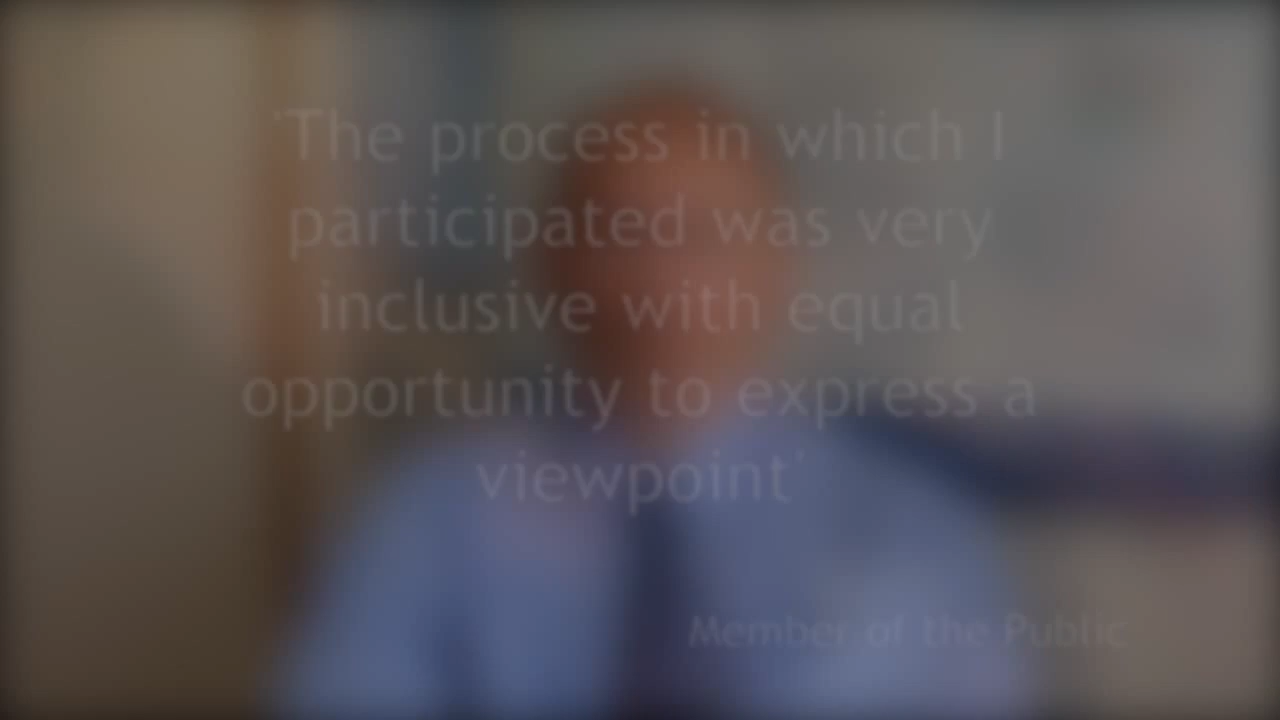 'The process in which I
participated was very
inclusive with equal
opportunity to express a
viewpoint'
Member of the Public